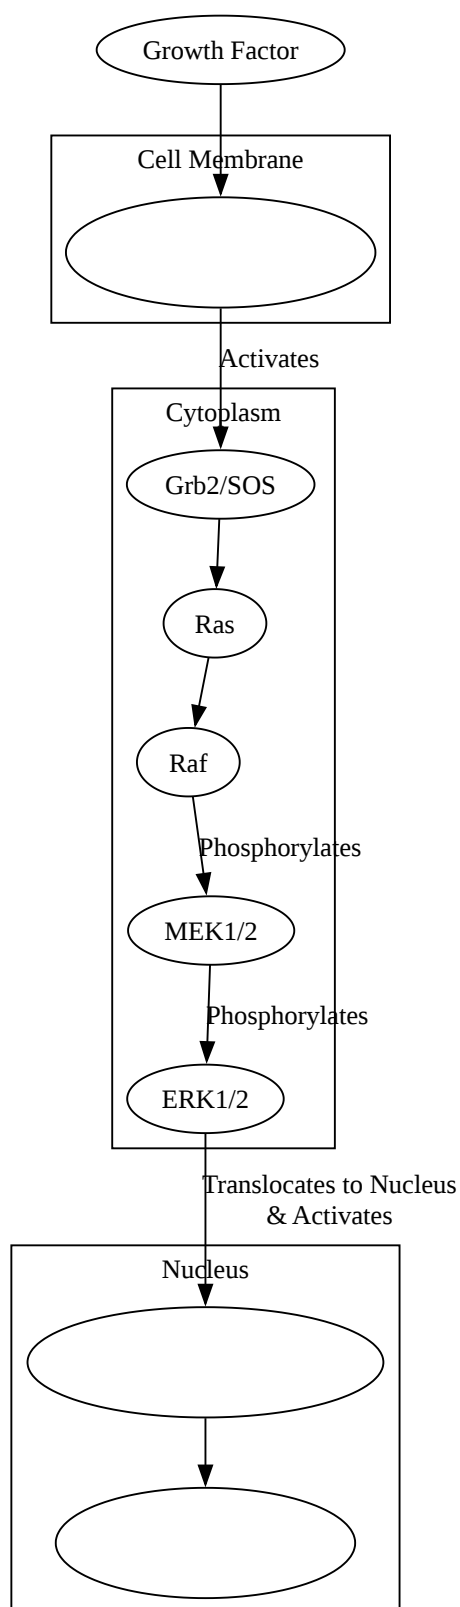 Growth Factor
Cell Membrane
Activates
Cytoplasm
Grb2/SOS
Ras
Raf
Phosphorylates
MEK1/2
Phosphorylates
ERK1/2
Translocates to Nucleus
& Activates
Nucleus